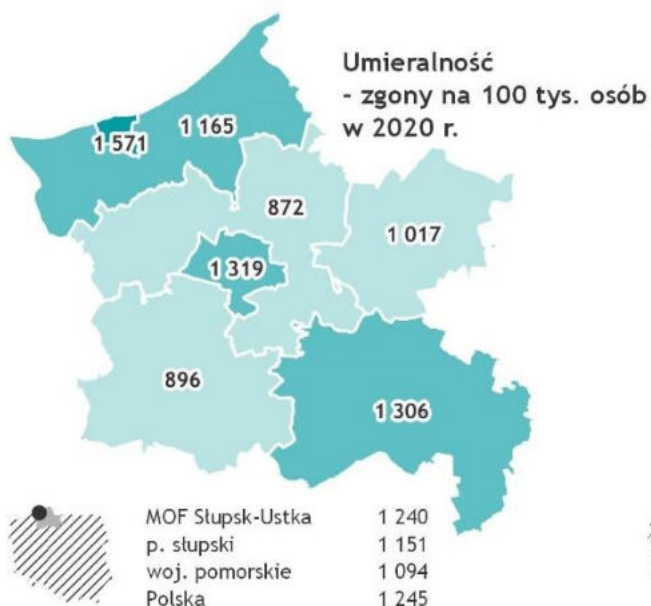 Umieralność
- zgony na 100 tys. osób
w 2020 r.
1 165
1 571
872
1 017
1 319
896
1 306
MOF Słupsk-Ustka 1 240
p. słupski 1 151
woj. pomorskie 1 094
Polska 1 245